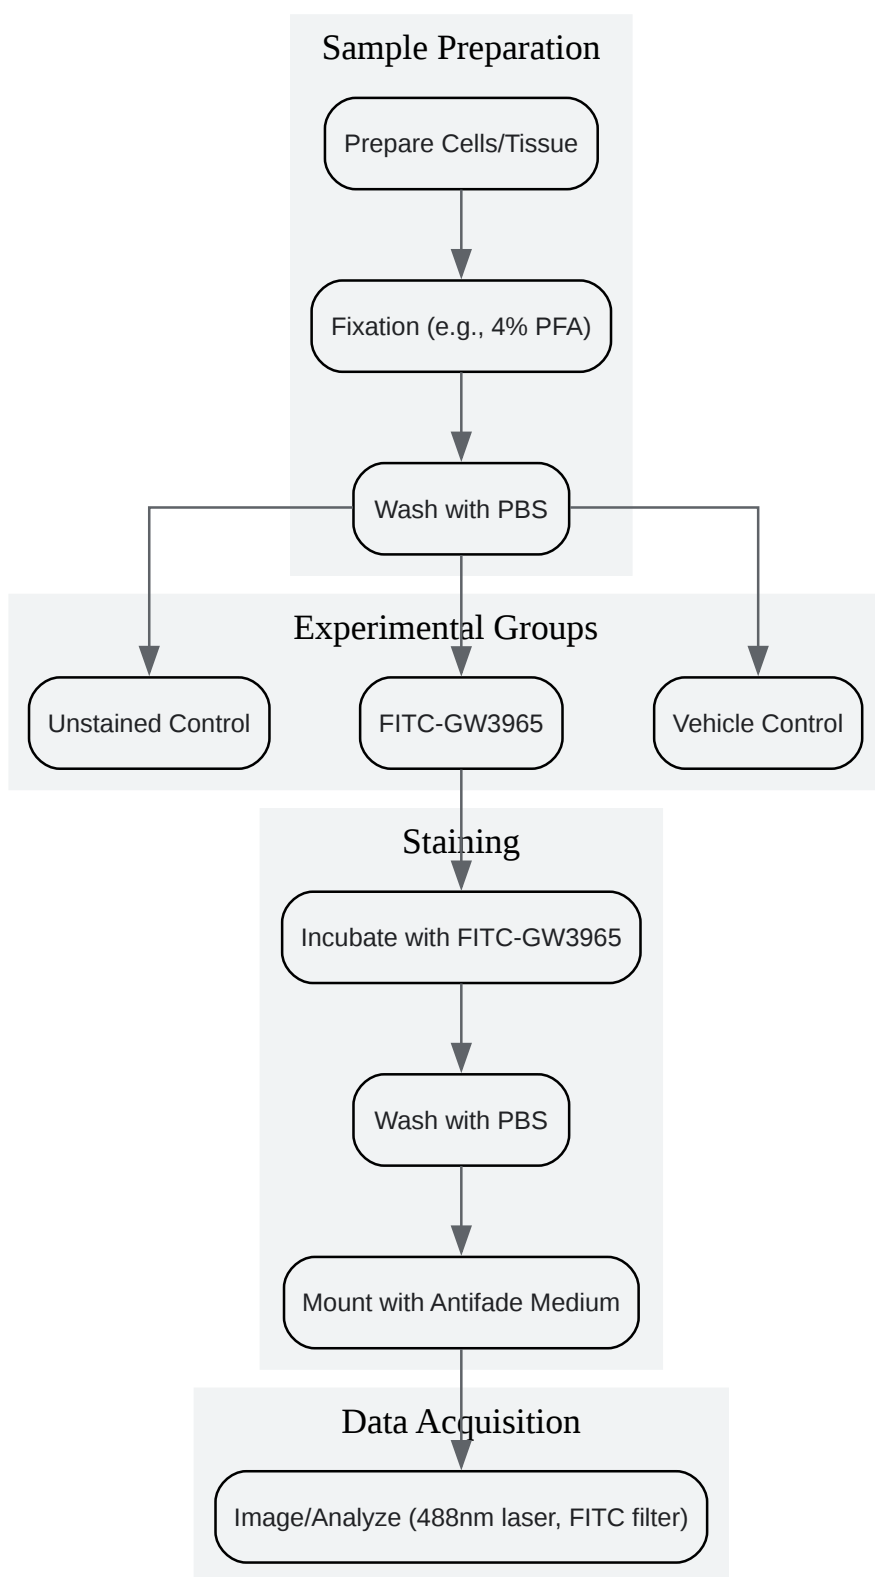 Sample Preparation
Prepare Cells/Tissue
Fixation (e.g., 4% PFA)
Wash with PBS
Experimental Groups
Unstained Control
FITC-GW3965
Vehicle Control
Staining
Incubate with FITC-GW3965
Wash with PBS
Mount with Antifade Medium
Data Acquisition
Image/Analyze (488nm laser, FITC filter)